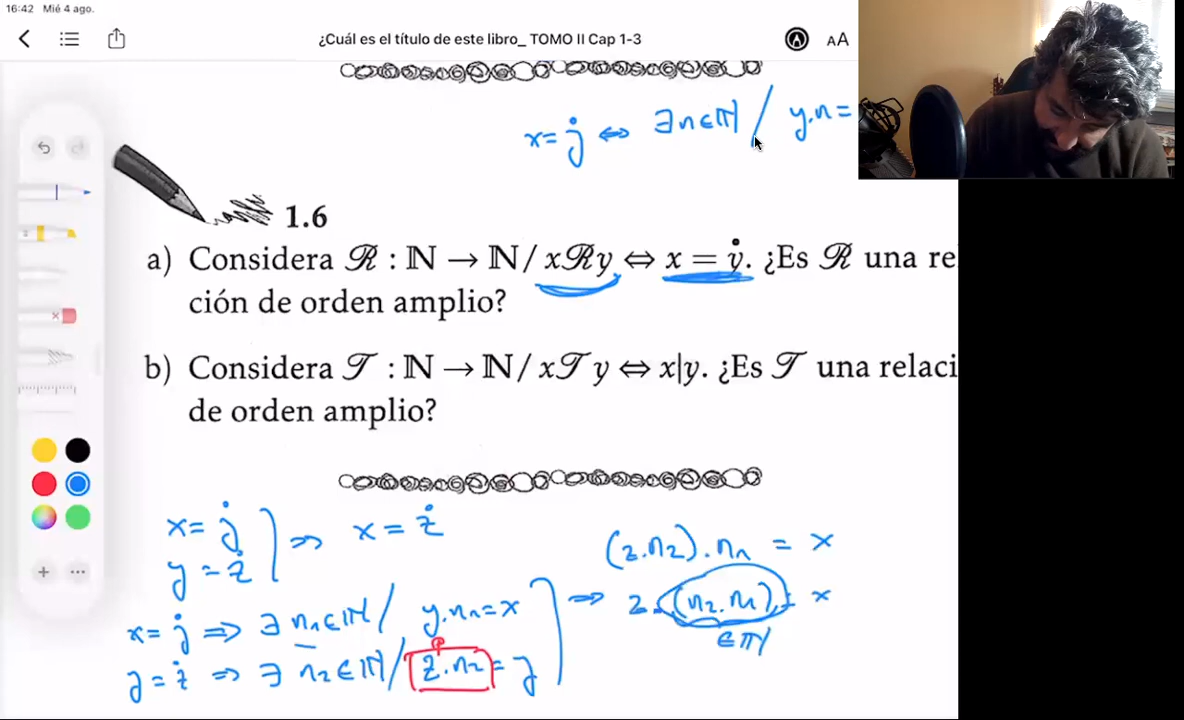 16:42 Mié 4 ago.
¿Cuál es el título de este libro_ TOMO II Cap 1-3
AA
x = ẏ ⇔ ∃ n ∈ ℕ / y.n =
1.6
a) Considera ℛ : ℕ → ℕ / xℛy ⇔ x = ẏ. ¿Es ℛ una re
ción de orden amplio?
b) Considera 𝒯 : ℕ → ℕ / x𝒯y ⇔ x|y. ¿Es 𝒯 una relaci
de orden amplio?
x = ẏ
y = ż ⇒ x = ż
x = ẏ ⇒ ∃ n₁ ∈ ℕ / y.n₁ = x
y = ż ⇒ ∃ n₂ ∈ ℕ / z.n₂ = y
⇒ (z.n₂).n₁ = x
z.(n₂.n₁) = x
∈ ℕ